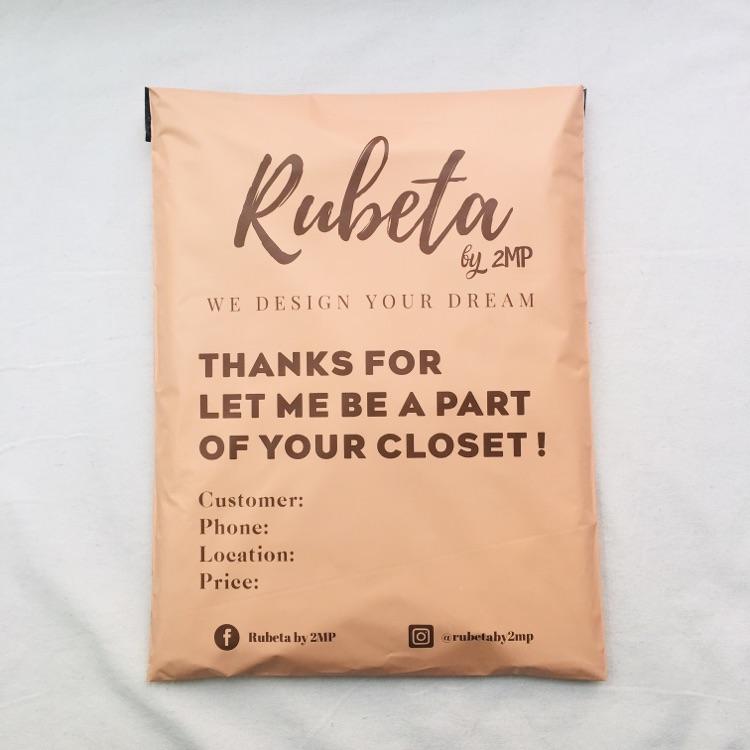 Rubeta
by 2MP
WE DESIGN YOUR DREAM
THANKS FOR
LET ME BE A PART
OF YOUR CLOSET !
Customer:
Phone:
Location:
Price:
Rubeta by 2MP
@rubetaby2mp